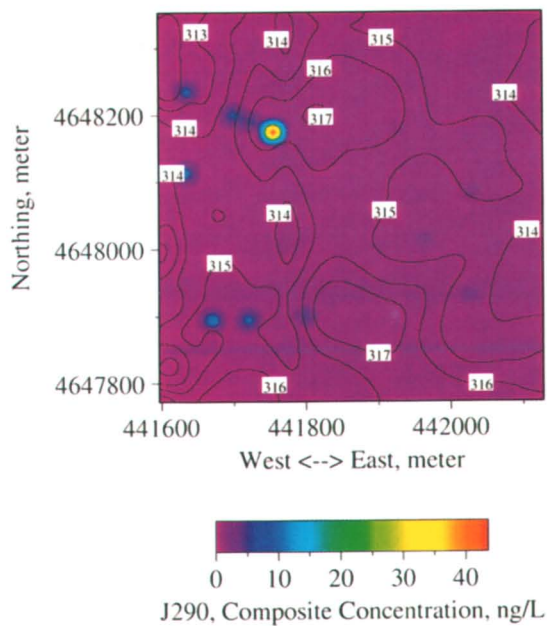 313 314 315
316
314
4648200 317
314
314
314 315
Northing, meter
4648000 314
315
317
4647800 316 316
441600 441800 442000
West <--> East, meter
0 10 20 30 40
J290, Composite Concentration, ng/L